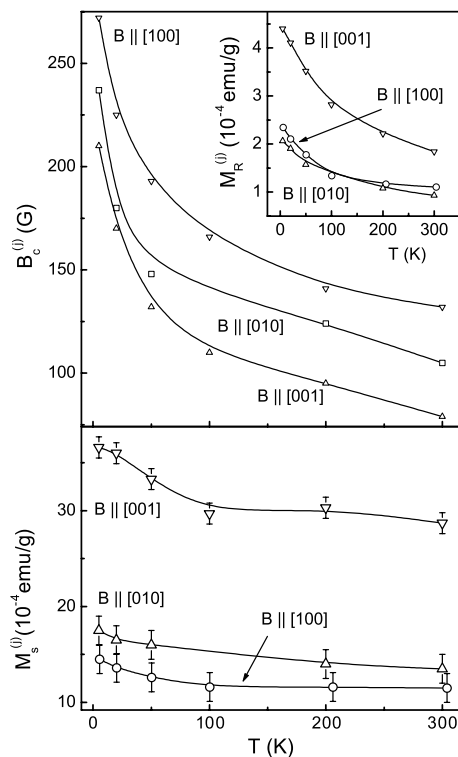 B || [100]
250
200
150
100
B_c^(j) (G)
B || [010]
B || [001]
4
3
2
1
M_R^(j) (10^-4 emu/g)
B || [001]
B || [100]
B || [010]
0 100 200 300
T (K)
30
20
10
M_s^(j) (10^-4 emu/g)
B || [001]
B || [010]
B || [100]
0 100 200 300
T (K)